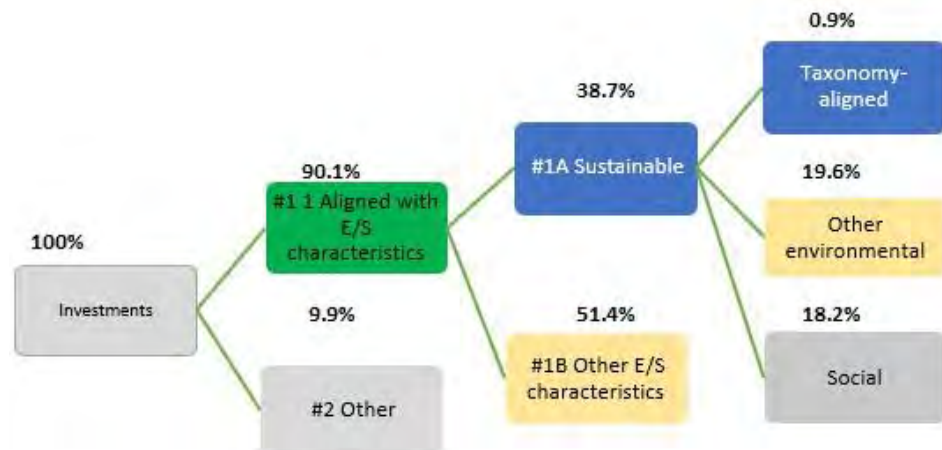 0.9%
Taxonomy-
aligned
38.7%
#1A Sustainable
90.1%
#1 1 Aligned with
E/S
characteristics
19.6%
Other
environmental
100%
Investments
9.9%
#2 Other
51.4%
#1B Other E/S
characteristics
18.2%
Social